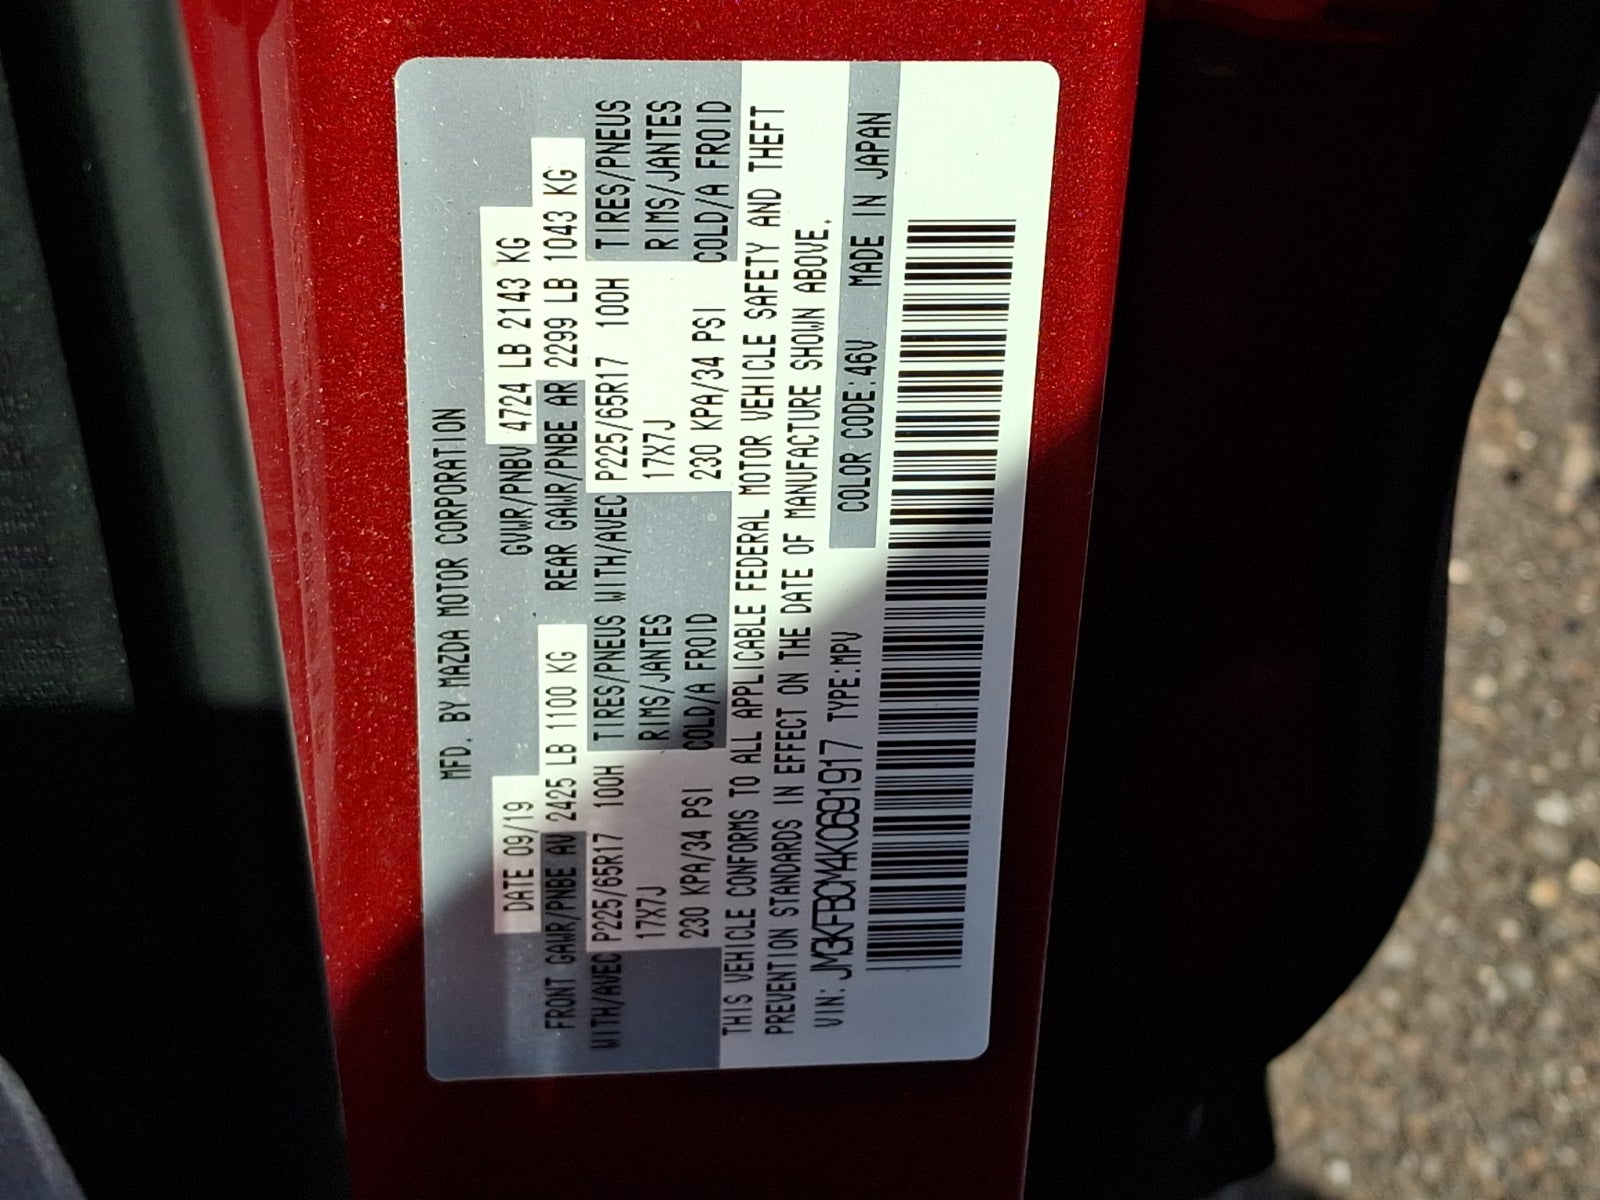 MFD. BY MAZDA MOTOR CORPORATION
DATE 09/19 GVWR/PNBV 4724 LB 2143 KG
FRONT GAWR/PNBE AV 2425 LB 1100 KG REAR GAWR/PNBE AR 2299 LB 1043 KG
WITH/AVEC P225/65R17 100H TIRES/PNEUS WITH/AVEC P225/65R17 100H TIRES/PNEUS
17X7J RIMS/JANTES 17X7J RIMS/JANTES
230 KPA/34 PSI COLD/A FROID 230 KPA/34 PSI COLD/A FROID
THIS VEHICLE CONFORMS TO ALL APPLICABLE FEDERAL MOTOR VEHICLE SAFETY AND THEFT
PREVENTION STANDARDS IN EFFECT ON THE DATE OF MANUFACTURE SHOWN ABOVE.
VIN: JM3KFBCM4K0691917 TYPE:MPV COLOR CODE:46V MADE IN JAPAN